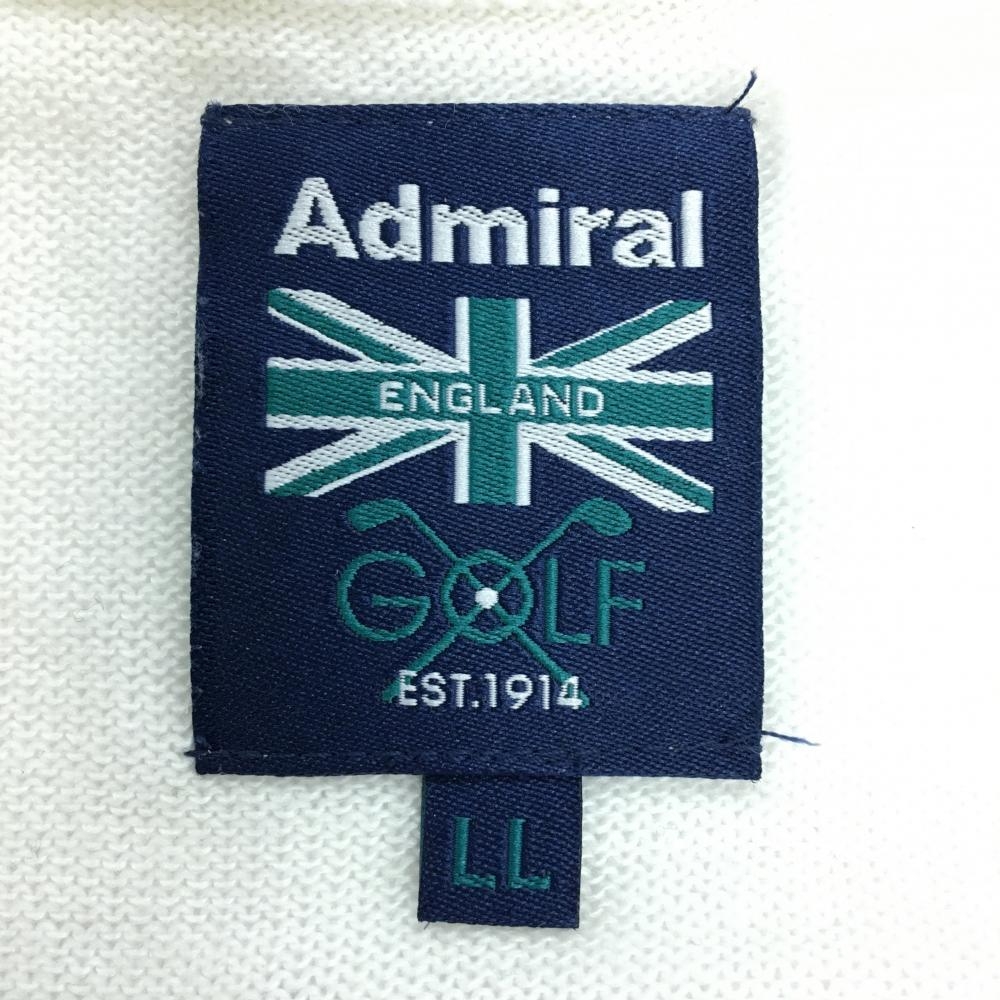 Admiral
ENGLAND
GOLF
EST.1914
LL